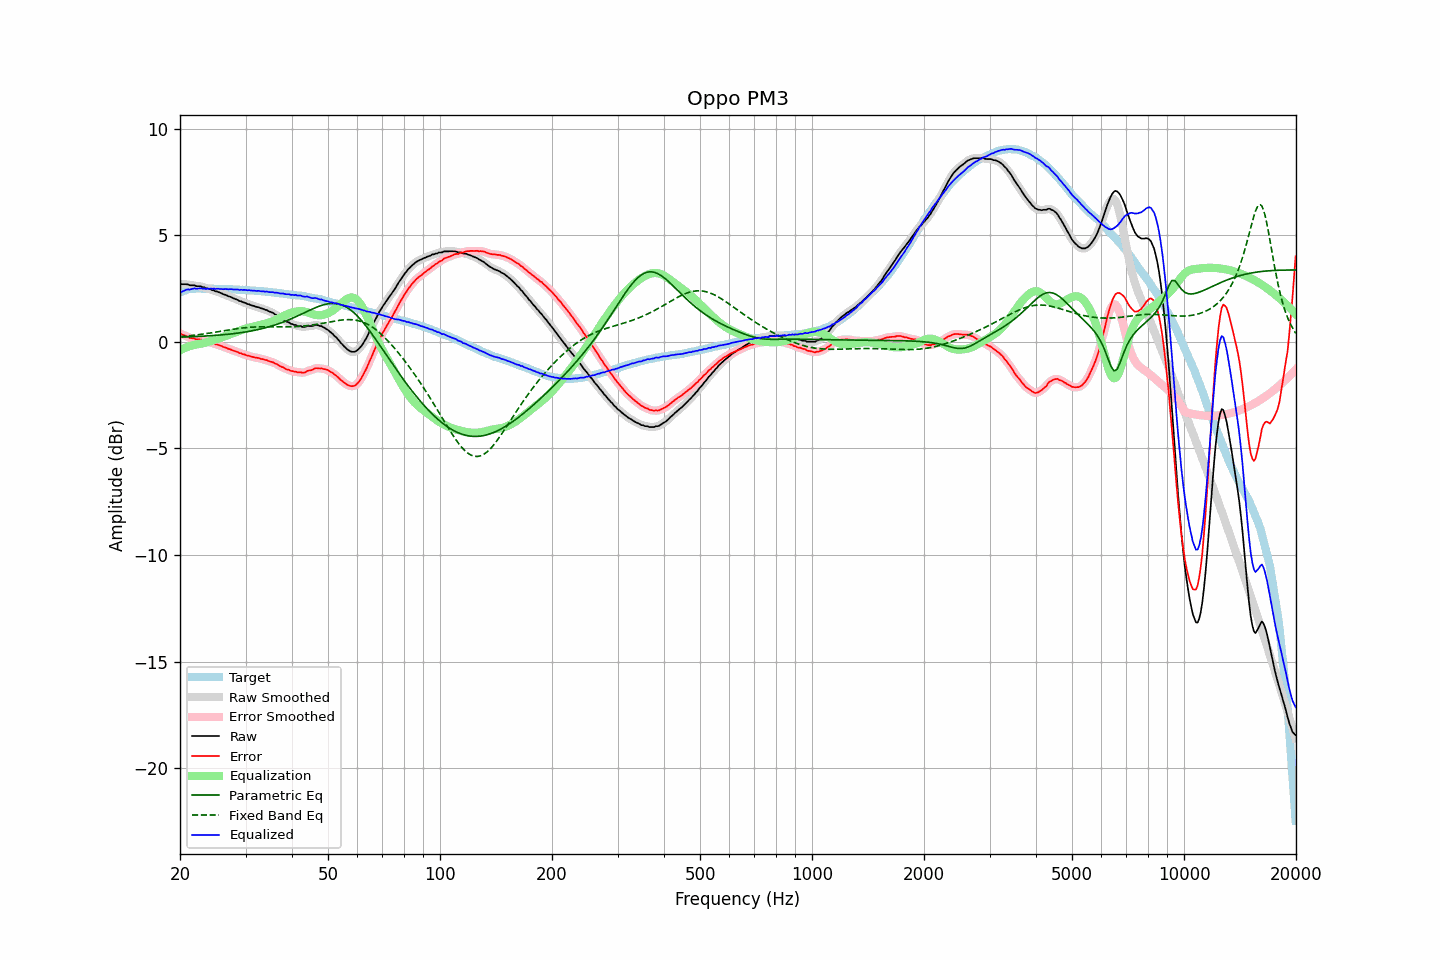 Oppo PM3
Amplitude (dBr)
10
5
0
−5
−10
−15
−20
Target
Raw Smoothed
Error Smoothed
Raw
Error
Equalization
Parametric Eq
Fixed Band Eq
Equalized
20 50 100 200 500 1000 2000 5000 10000 20000
Frequency (Hz)